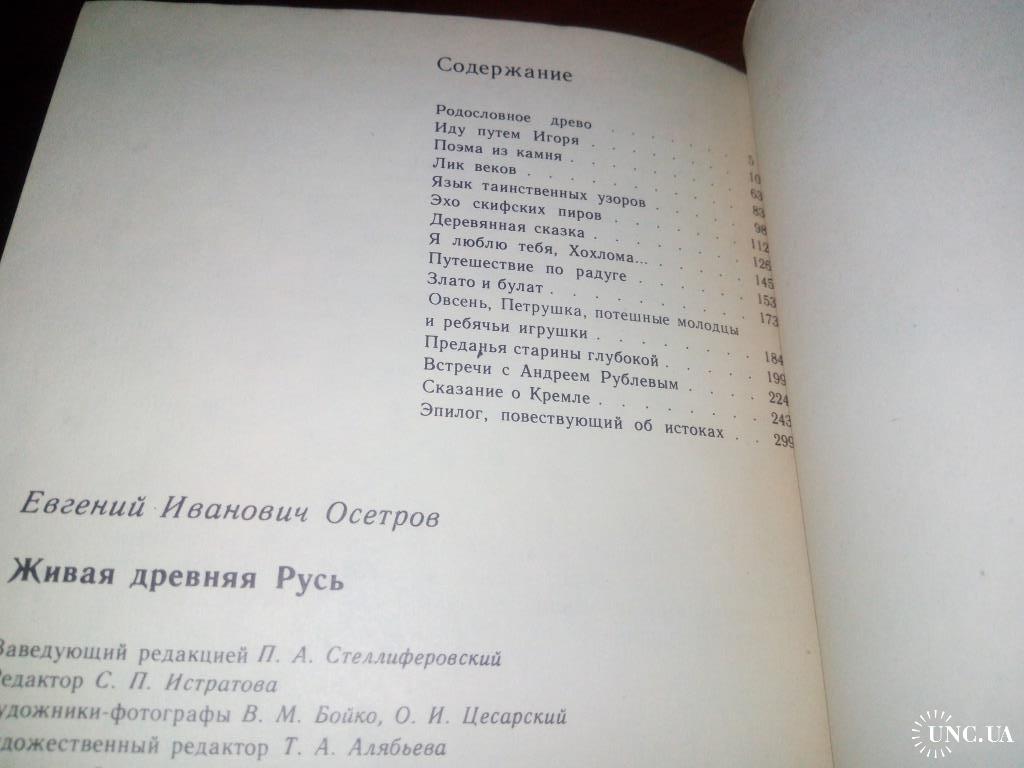 Содержание
Родословное древо . . . . . . . 5
Иду путем Игоря . . . . . . . 10
Поэма из камня . . . . . . . 63
Лик веков . . . . . . . 83
Язык таинственных узоров . . . . . 98
Эхо скифских пиров . . . . . . 112
Деревянная сказка . . . . . . 126
Я люблю тебя, Хохлома... . . . . . 145
Путешествие по радуге . . . . . 153
Злато и булат . . . . . . . 173
Овсень, Петрушка, потешные молодцы
и ребячьи игрушки . . . . . . 184
Преданья старины глубокой . . . . . 199
Встречи с Андреем Рублевым . . . . 224
Сказание о Кремле . . . . . . 243
Эпилог, повествующий об истоках . . 299
Евгений Иванович Осетров
Живая древняя Русь
Заведующий редакцией П. А. Стеллиферовский
Редактор С. П. Истратова
Художники-фотографы В. М. Бойко, О. И. Цесарский
Художественный редактор Т. А. Алябьева
UNC.UA